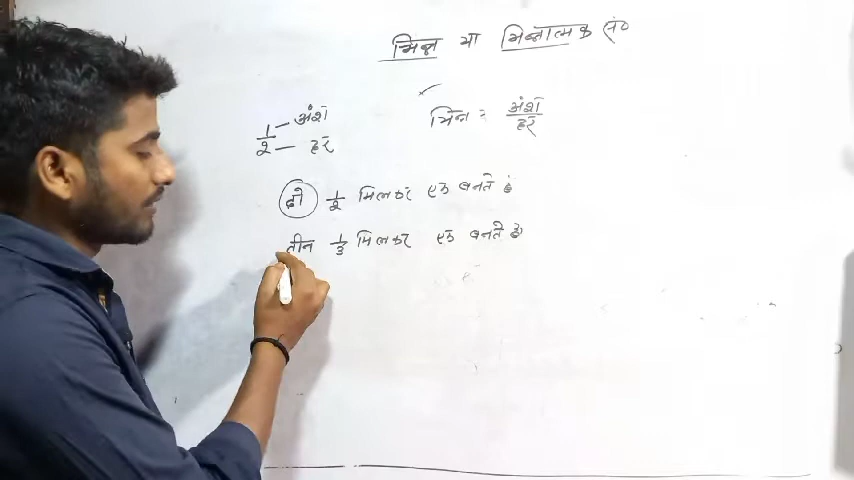 भिन्न या भिन्नात्मक सं०
1/2 — अंश
— हर
भिन्न = अंश/हर
दो 1/2 मिलकर एक बनते है
तीन 1/3 मिलकर एक बनते है